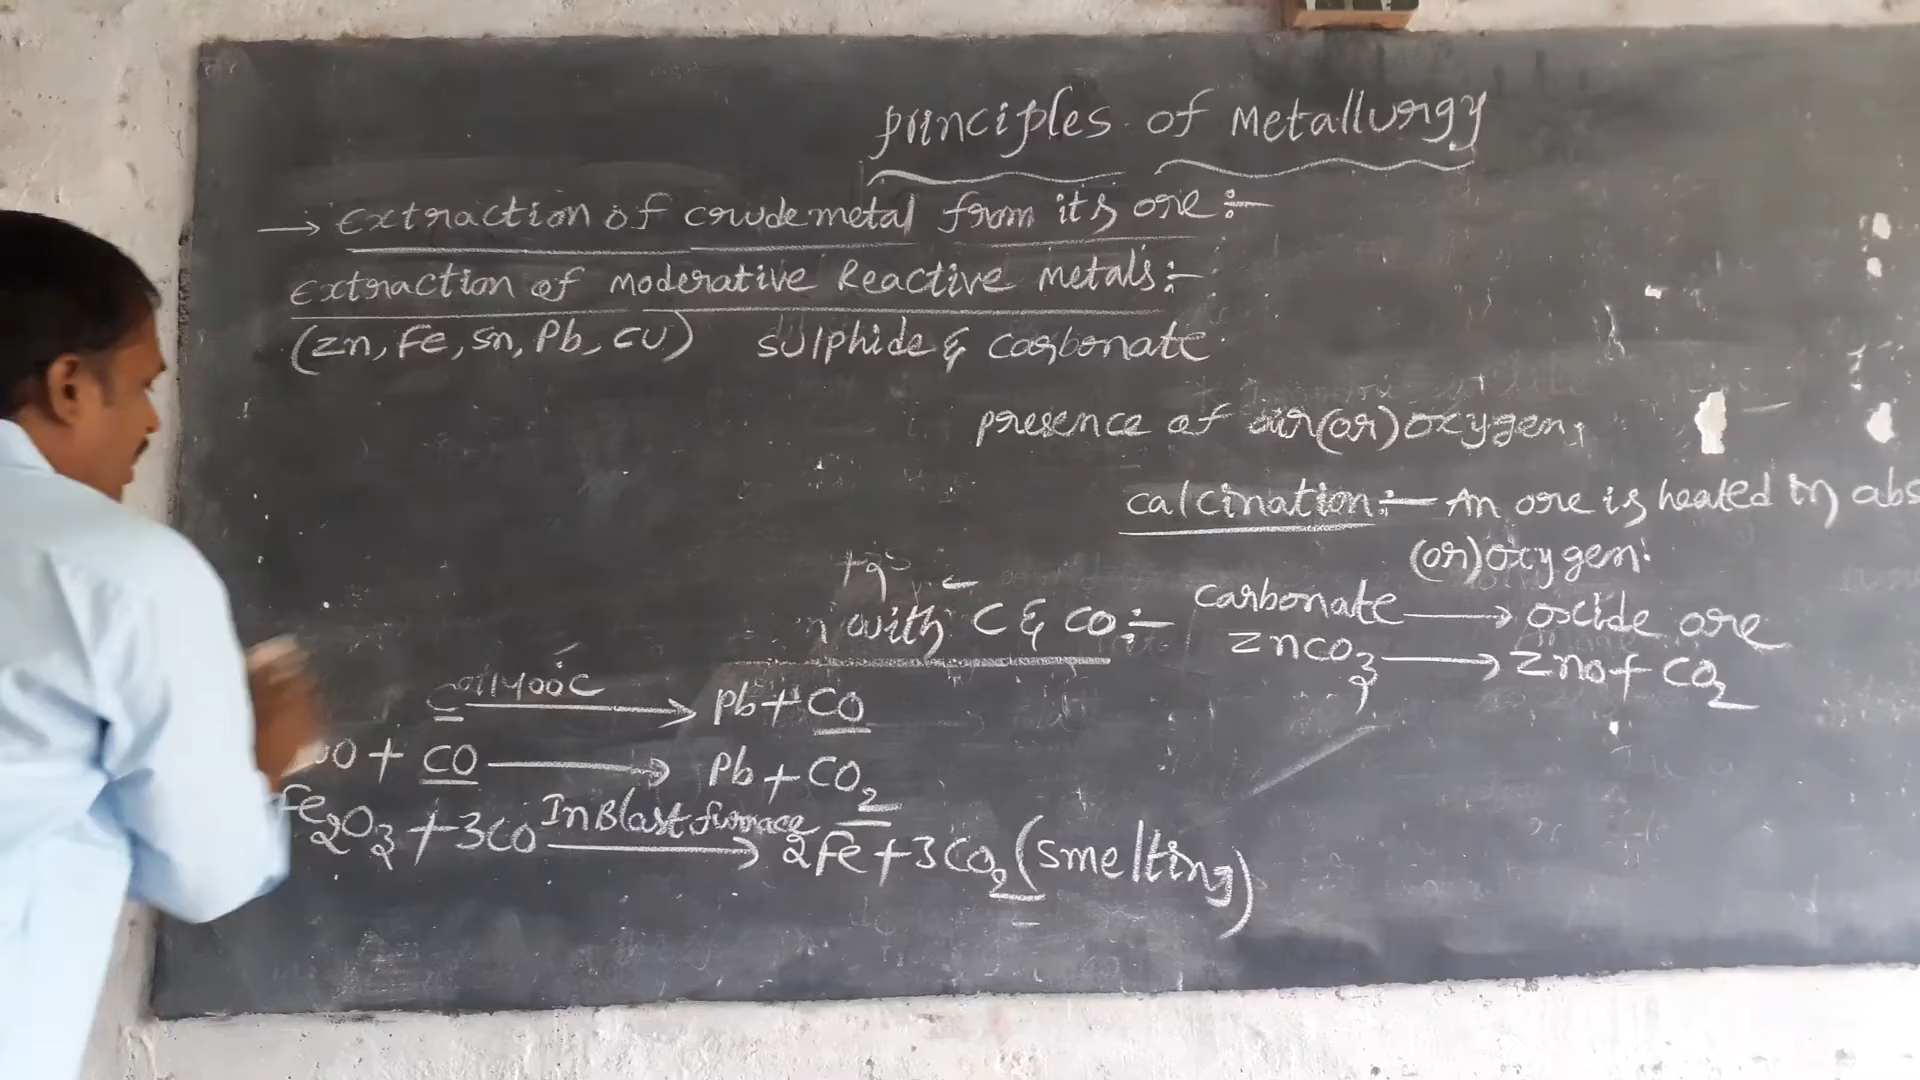 Principles of Metallurgy
→ Extraction of crude metal from its ore :-
Extraction of Moderative Reactive metals :-
(Zn, Fe, Sn, Pb, Cu) Sulphide & carbonate
presence of air (or) oxygen,
calcination :- An ore is heated in abs
(or) oxygen.
carbonate → oxide ore
ZnCO3 → ZnO + CO2
with C & CO :-
C → Pb + CO
O + CO → Pb + CO2
Fe2O3 + 3CO In Blast furnace → 2Fe + 3CO2 (Smelting)